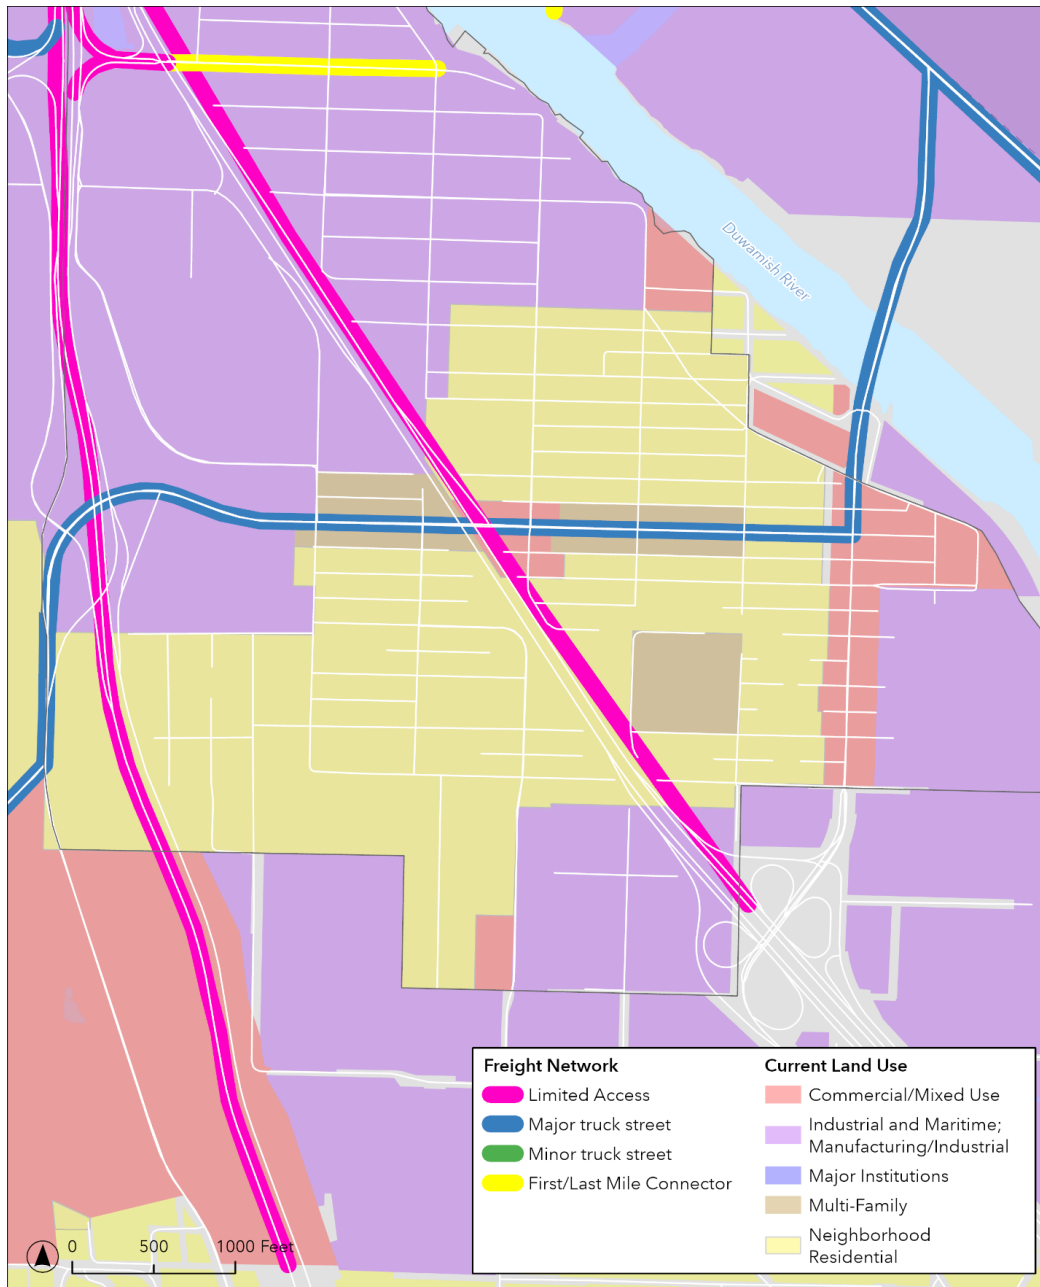 Duwamish River
Freight Network
Limited Access
Major truck street
Minor truck street
First/Last Mile Connector
Current Land Use
Commercial/Mixed Use
Industrial and Maritime;
Manufacturing/Industrial
Major Institutions
Multi-Family
Neighborhood
Residential
0 500 1000 Feet